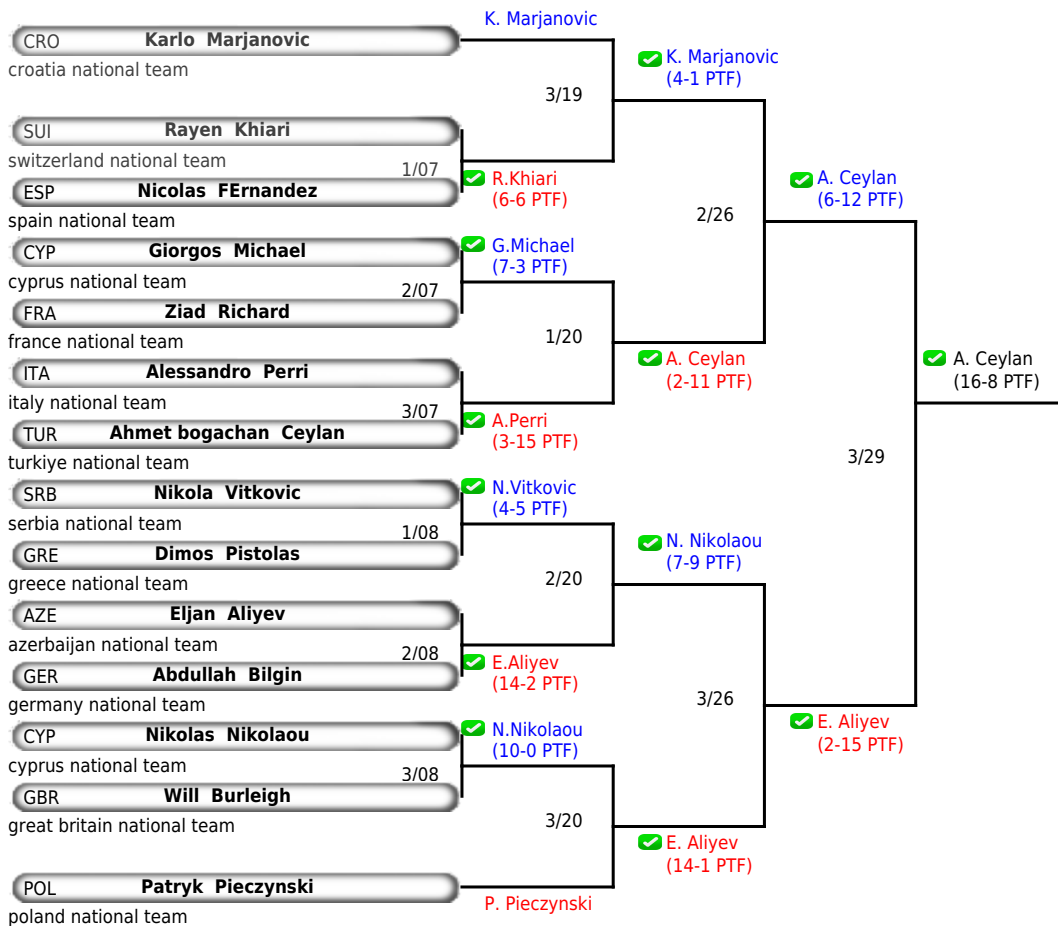 K. Marjanovic
CRO Karlo Marjanovic
croatia national team
K. Marjanovic
(4-1 PTF)
3/19
SUI Rayen Khiari
switzerland national team
1/07
ESP Nicolas FErnandez
spain national team
R.Khiari
(6-6 PTF)
A. Ceylan
(6-12 PTF)
2/26
CYP Giorgos Michael
cyprus national team
G.Michael
(7-3 PTF)
2/07
FRA Ziad Richard
france national team
1/20
ITA Alessandro Perri
italy national team
A. Ceylan
(2-11 PTF)
A. Ceylan
(16-8 PTF)
3/07
TUR Ahmet bogachan Ceylan
turkiye national team
A.Perri
(3-15 PTF)
3/29
SRB Nikola Vitkovic
serbia national team
N.Vitkovic
(4-5 PTF)
1/08
GRE Dimos Pistolas
greece national team
N. Nikolaou
(7-9 PTF)
2/20
AZE Eljan Aliyev
azerbaijan national team
2/08
GER Abdullah Bilgin
germany national team
E.Aliyev
(14-2 PTF)
3/26
CYP Nikolas Nikolaou
cyprus national team
N.Nikolaou
(10-0 PTF)
E. Aliyev
(2-15 PTF)
3/08
GBR Will Burleigh
great britain national team
3/20
E. Aliyev
(14-1 PTF)
POL Patryk Pieczynski
poland national team
P. Pieczynski